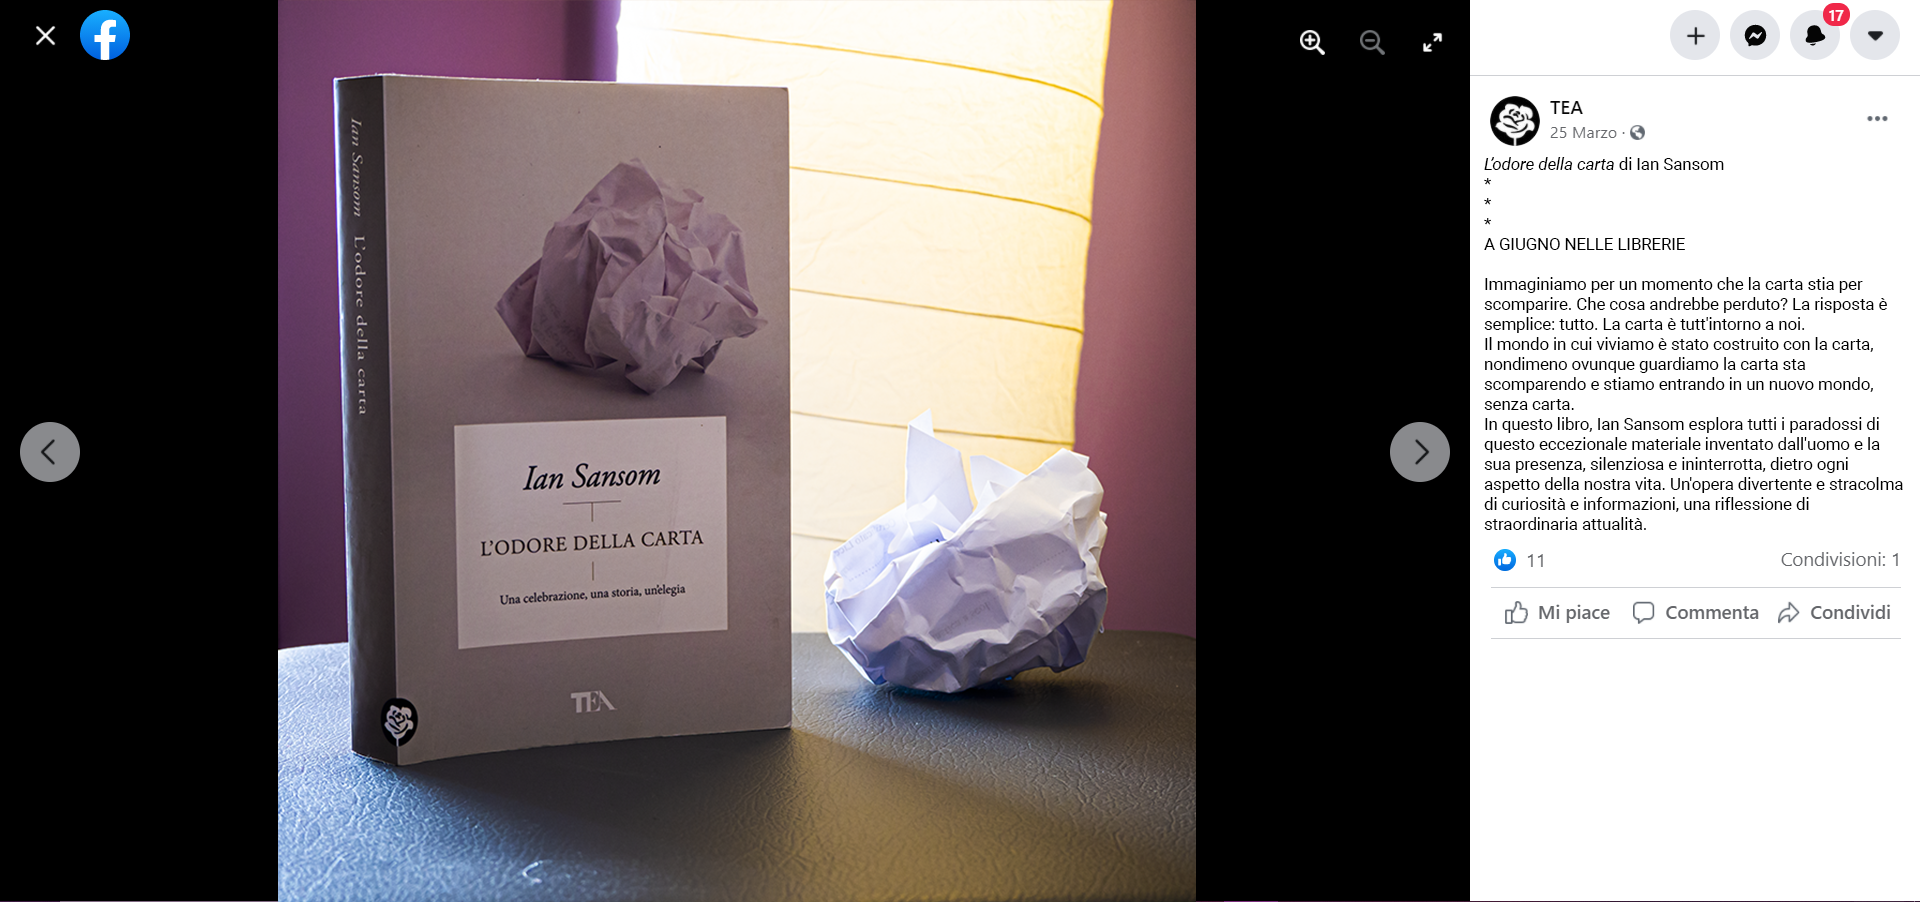 Ian Sansom L'odore della carta
Ian Sansom
L'ODORE DELLA CARTA
Una celebrazione, una storia, un'elegia
TEA
17
TEA
25 Marzo ·
L'odore della carta di Ian Sansom
*
*
*
A GIUGNO NELLE LIBRERIE
Immaginiamo per un momento che la carta stia per
scomparire. Che cosa andrebbe perduto? La risposta è
semplice: tutto. La carta è tutt'intorno a noi.
Il mondo in cui viviamo è stato costruito con la carta,
nondimeno ovunque guardiamo la carta sta
scomparendo e stiamo entrando in un nuovo mondo,
senza carta.
In questo libro, Ian Sansom esplora tutti i paradossi di
questo eccezionale materiale inventato dall'uomo e la
sua presenza, silenziosa e ininterrotta, dietro ogni
aspetto della nostra vita. Un'opera divertente e stracolma
di curiosità e informazioni, una riflessione di
straordinaria attualità.
11 Condivisioni: 1
Mi piace Commenta Condividi